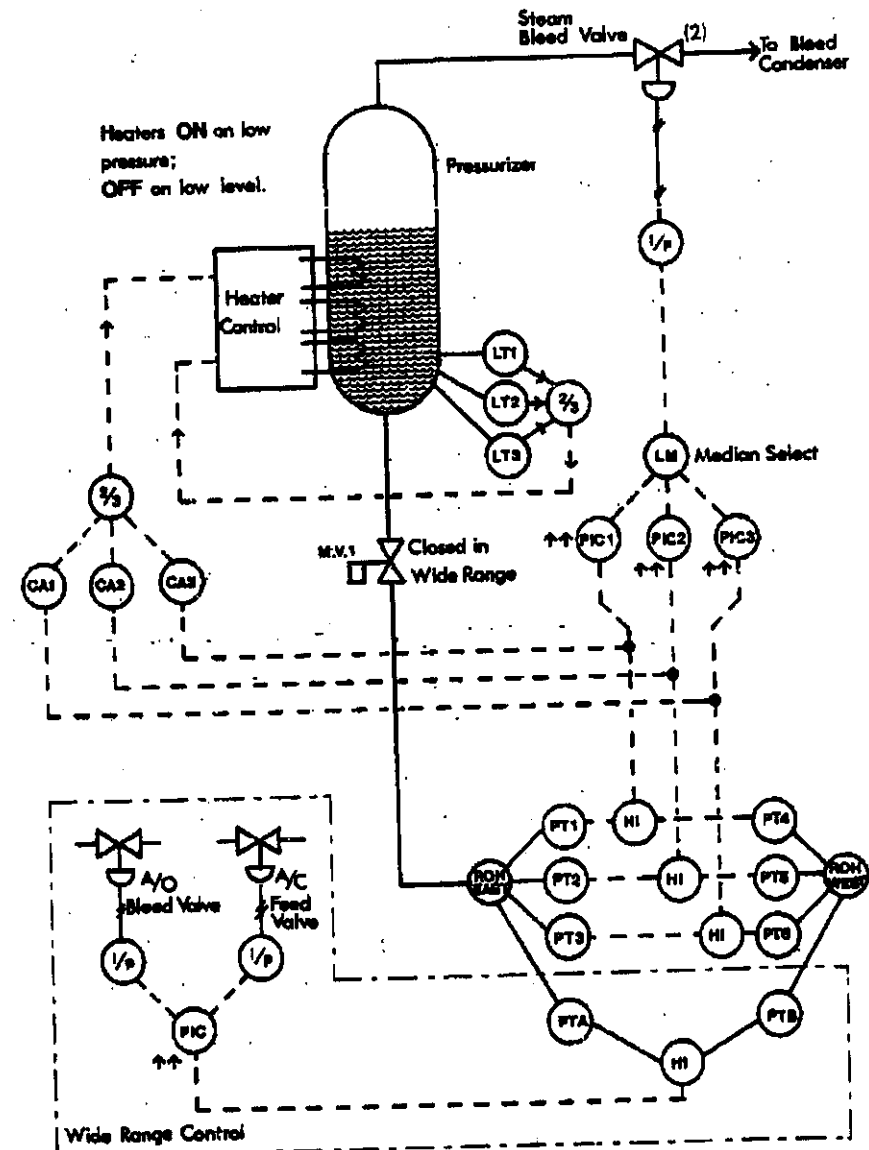 Steam
Bleed Valve
(2)
To Bleed
Condenser
Heaters ON on low
pressure;
OFF on low level.
Pressurizer
I/P
Heater
Control
LT1
LT2
2/3
LT3
LM
Median Select
2/3
PIC1
PIC2
PIC3
M.V.1
Closed in
Wide Range
CA1
CA2
CA3
PT1
HI
PT4
ROH
EAST
PT2
HI
PT5
ROH
WEST
PT3
HI
PT6
A/O
Bleed Valve
A/C
Feed
Valve
I/P
I/P
PIC
PTA
PTB
HI
Wide Range Control